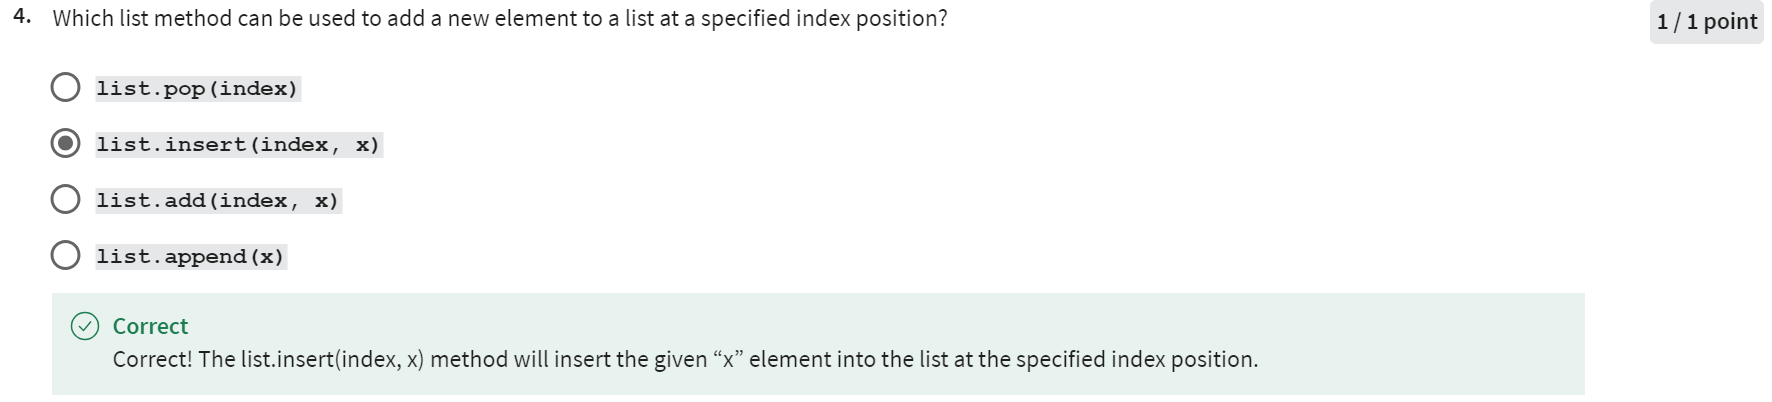 4. Which list method can be used to add a new element to a list at a specified index position?
1 / 1 point
list.pop(index)
list.insert(index, x)
list.add(index, x)
list.append(x)
Correct
Correct! The list.insert(index, x) method will insert the given “x” element into the list at the specified index position.